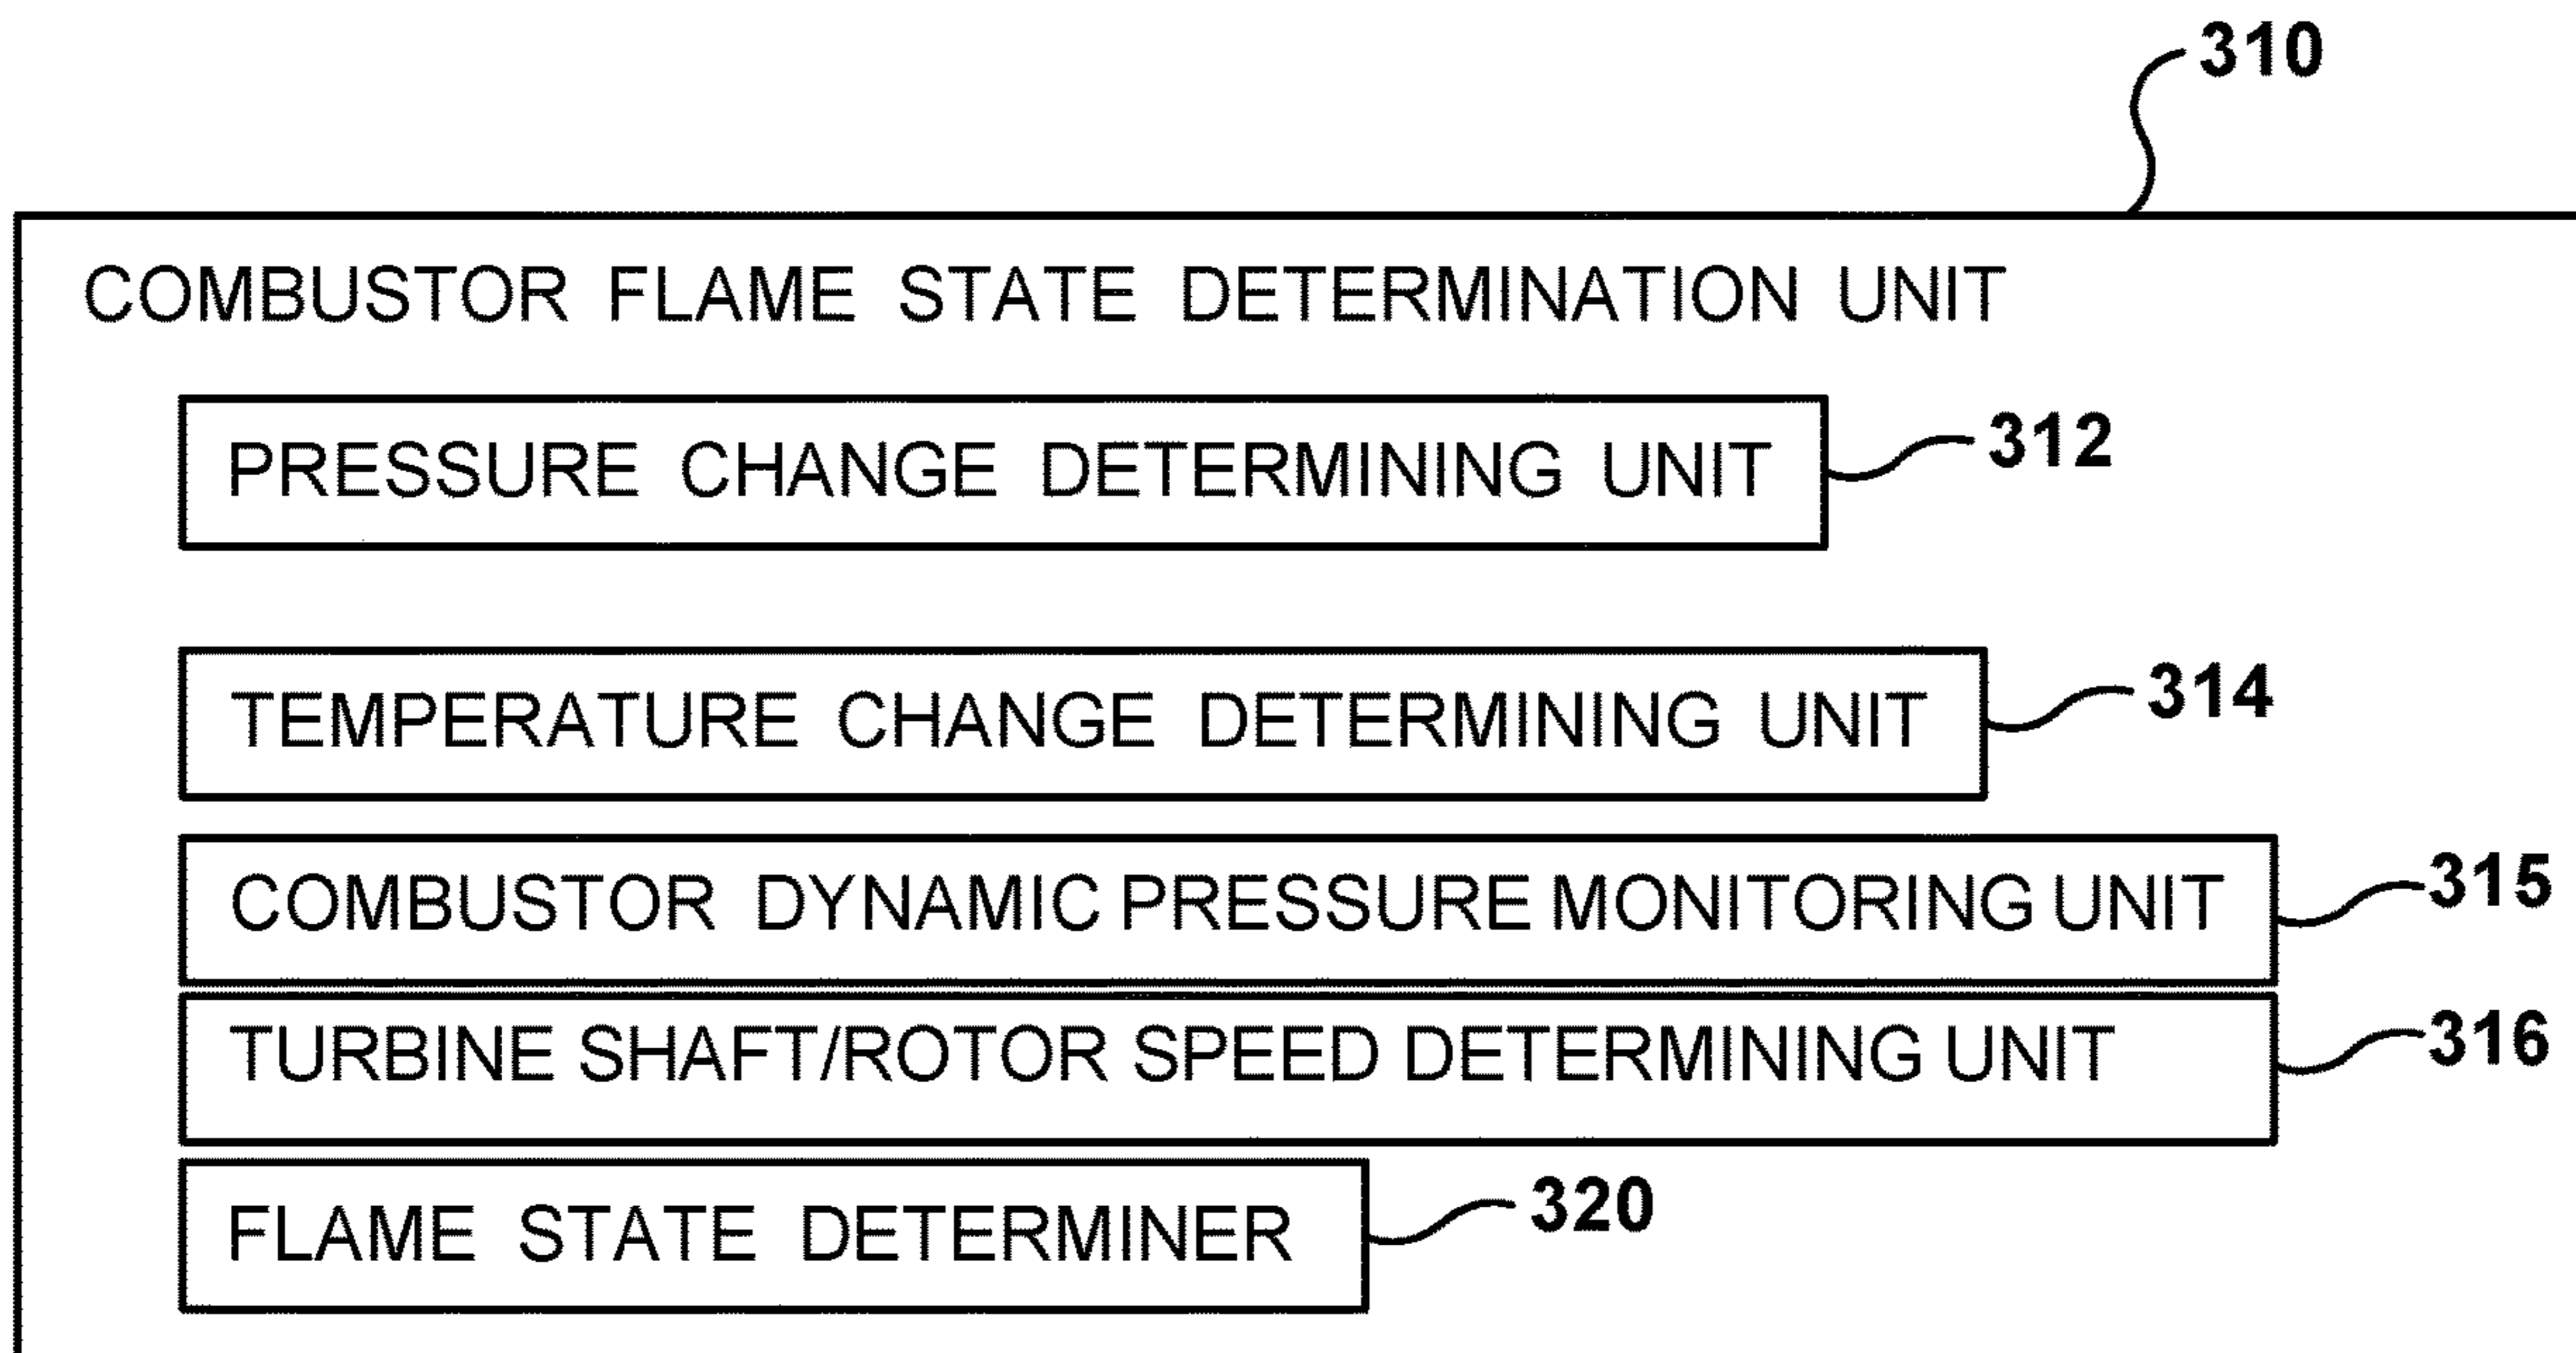 310
COMBUSTOR FLAME STATE DETERMINATION UNIT
PRESSURE CHANGE DETERMINING UNIT
312
TEMPERATURE CHANGE DETERMINING UNIT
314
COMBUSTOR DYNAMIC PRESSURE MONITORING UNIT
315
TURBINE SHAFT/ROTOR SPEED DETERMINING UNIT
316
FLAME STATE DETERMINER
320